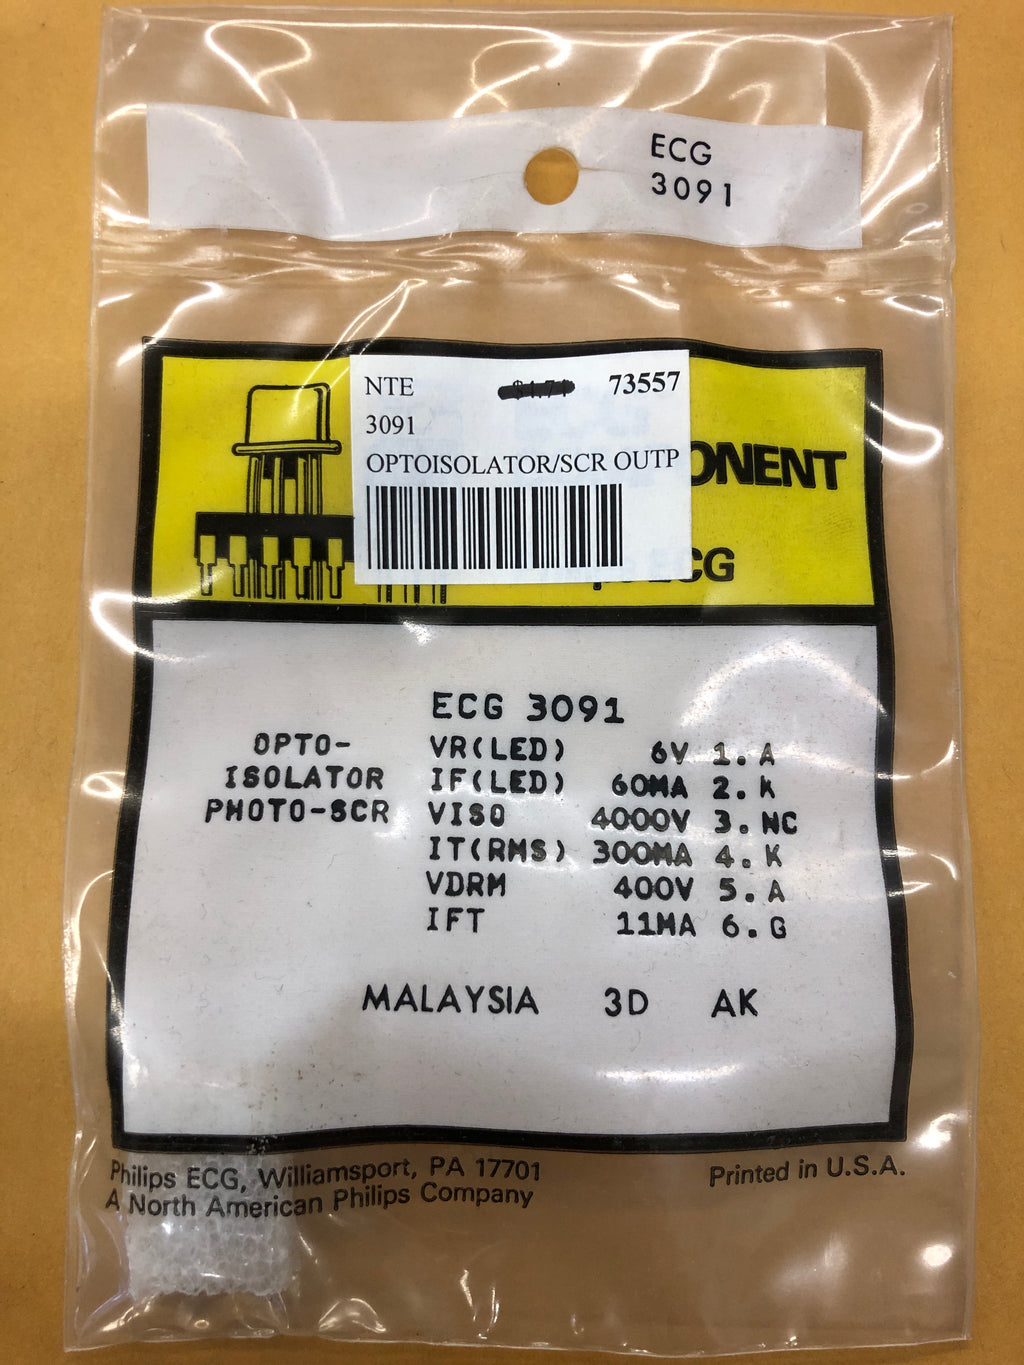 ECG
3091
NTE $1.74 73557
3091
OPTOISOLATOR/SCR OUTP
ONENT
ECG
ECG 3091
OPTO-
ISOLATOR
PHOTO-SCR
VR(LED) 6V 1. A
IF(LED) 60MA 2. K
VISO 4000V 3. NC
IT(RMS) 300MA 4. K
VDRM 400V 5. A
IFT 11MA 6. G
MALAYSIA 3D AK
Philips ECG, Williamsport, PA 17701
A North American Philips Company
Printed in U.S.A.